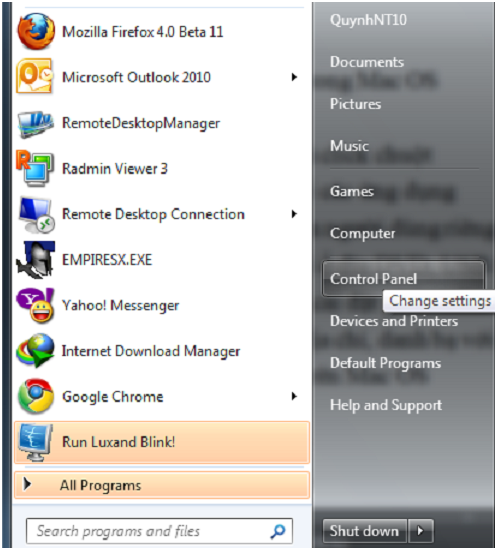 Mozilla Firefox 4.0 Beta 11
Microsoft Outlook 2010
RemoteDesktopManager
Radmin Viewer 3
Remote Desktop Connection
EMPIRESX.EXE
Yahoo! Messenger
Internet Download Manager
Google Chrome
Run Luxand Blink!
All Programs
Search programs and files
QuynhNT10
Documents
Pictures
Music
Games
Computer
Control Panel
Change settings
Devices and Printers
Default Programs
Help and Support
Shut down